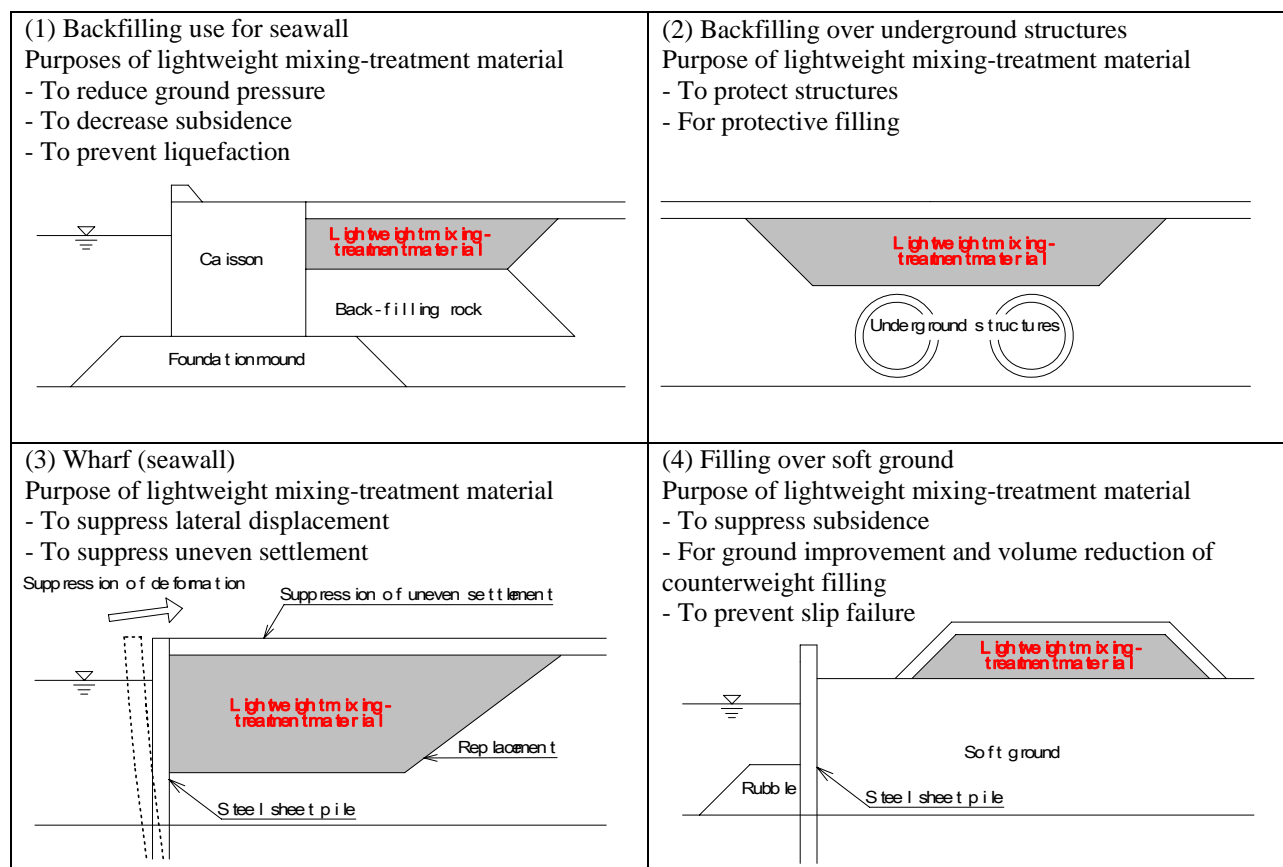 (1) Backfilling use for seawall
Purposes of lightweight mixing-treatment material
- To reduce ground pressure
- To decrease subsidence
- To prevent liquefaction
Lightweight mixing-
treatment material
Caisson
Back-filling rock
Foundation mound
(2) Backfilling over underground structures
Purpose of lightweight mixing-treatment material
- To protect structures
- For protective filling
Lightweight mixing-
treatment material
Underground structures
(3) Wharf (seawall)
Purpose of lightweight mixing-treatment material
- To suppress lateral displacement
- To suppress uneven settlement
Suppression of deformation
Suppression of uneven settlement
Lightweight mixing-
treatment material
Replacement
Steel sheet pile
(4) Filling over soft ground
Purpose of lightweight mixing-treatment material
- To suppress subsidence
- For ground improvement and volume reduction of
counterweight filling
- To prevent slip failure
Lightweight mixing-
treatment material
Soft ground
Rubble
Steel sheet pile